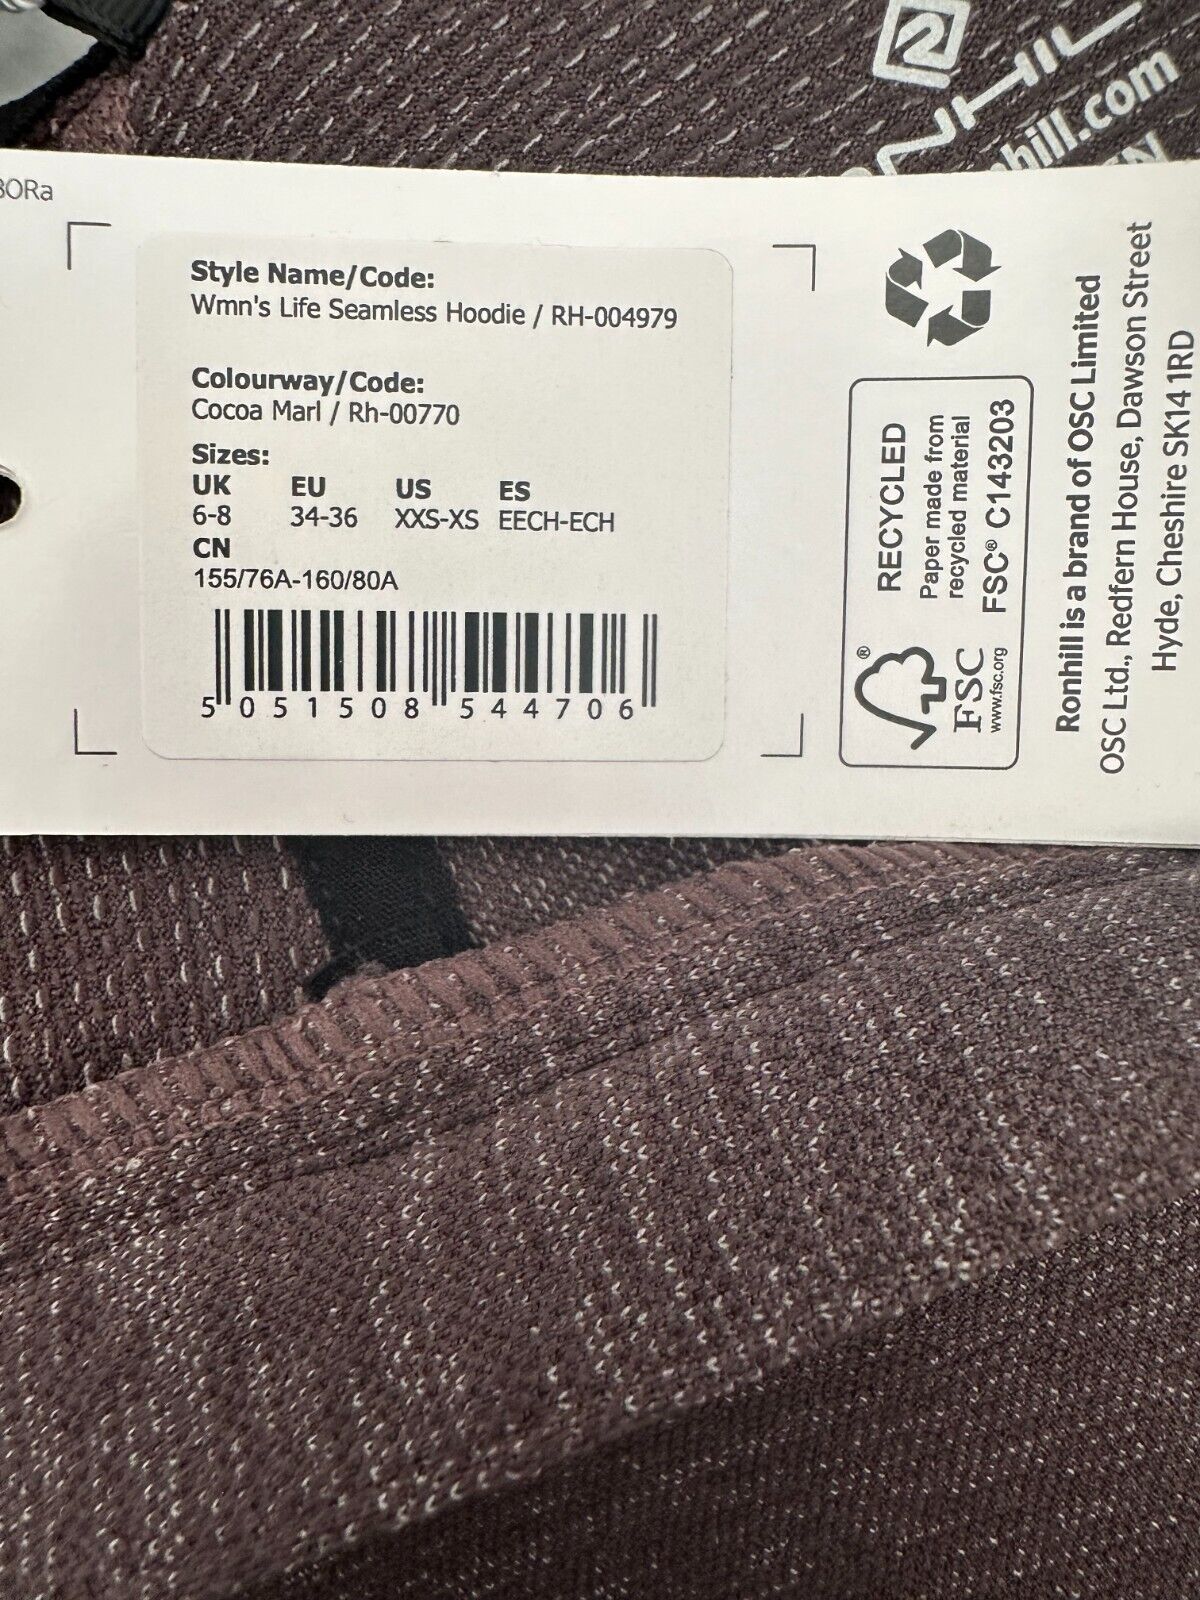 hill.com
Style Name/Code:
Wmn's Life Seamless Hoodie / RH-004979
Colourway/Code:
Cocoa Marl / Rh-00770
Sizes:
UK EU US ES
6-8 34-36 XXS-XS EECH-ECH
CN
155/76A-160/80A
5 051508 544706
RECYCLED
Paper made from
recycled material
FSC® C143203
®
FSC
www.fsc.org
Ronhill is a brand of OSC Limited
OSC Ltd., Redfern House, Dawson Street
Hyde, Cheshire SK14 1RD